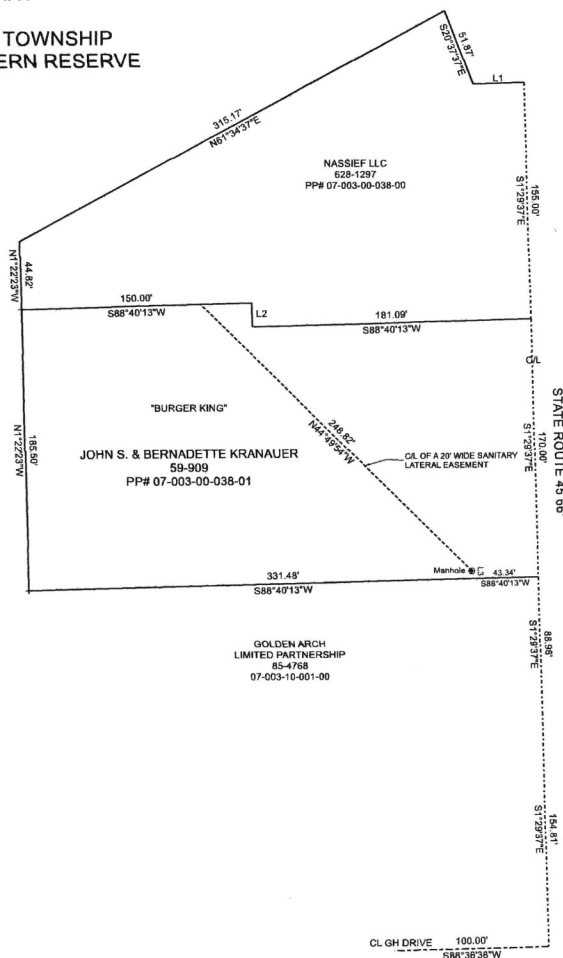 TOWNSHIP
ERN RESERVE
51.87'
S20°37'37"E
L1
315.17'
N61°34'37"E
NASSIEF LLC
628-1297
PP# 07-003-00-038-00
155.00'
S1°29'37"E
44.82'
N1°22'23"W
150.00'
S88°40'13"W
L2
181.09'
S88°40'13"W
C/L
"BURGER KING"
248.82'
N44°49'54"W
C/L OF A 20' WIDE SANITARY
LATERAL EASEMENT
170.00'
S1°29'37"E
STATE ROUTE 45 66'
JOHN S. & BERNADETTE KRANAUER
59-909
PP# 07-003-00-038-01
185.50'
N1°22'23"W
Manhole
L3
43.34'
S88°40'13"W
331.48'
S88°40'13"W
GOLDEN ARCH
LIMITED PARTNERSHIP
85-4768
07-003-10-001-00
88.98'
S1°29'37"E
154.81'
S1°29'37"E
CL GH DRIVE
100.00'
S88°36'36"W